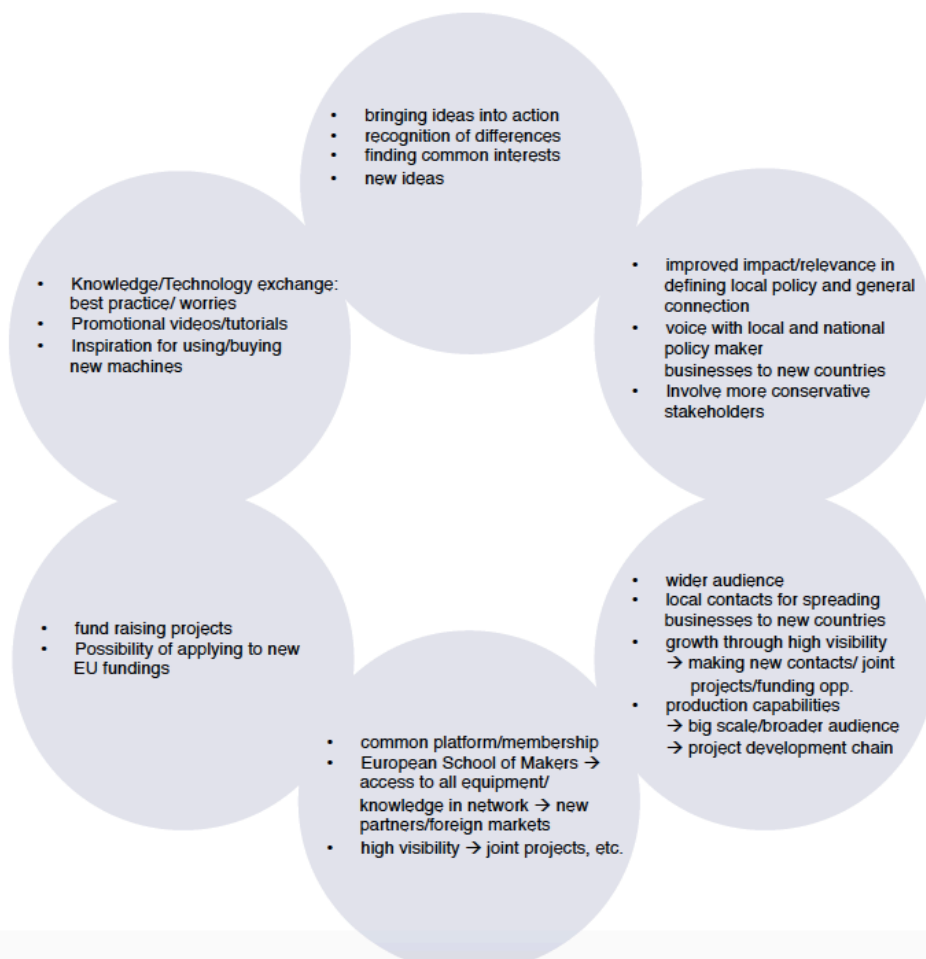 • bringing ideas into action
• recognition of differences
• finding common interests
• new ideas
• Knowledge/Technology exchange:
best practice/ worries
• Promotional videos/tutorials
• Inspiration for using/buying
new machines
• improved impact/relevance in
defining local policy and general
connection
• voice with local and national
policy maker
businesses to new countries
• Involve more conservative
stakeholders
• fund raising projects
• Possibility of applying to new
EU fundings
• wider audience
• local contacts for spreading
businesses to new countries
• growth through high visibility
→ making new contacts/ joint
projects/funding opp.
• production capabilities
→ big scale/broader audience
→ project development chain
• common platform/membership
• European School of Makers →
access to all equipment/
knowledge in network → new
partners/foreign markets
• high visibility → joint projects, etc.